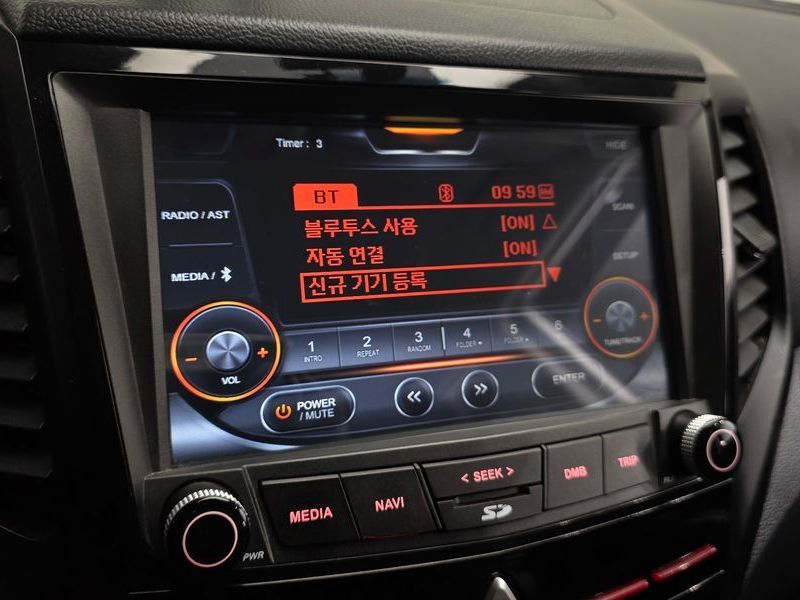 Timer : 3
HIDE
BT 09 59
RADIO / AST
블루투스 사용 [ON]
SCAN
자동 연결 [ON]
SETUP
MEDIA /
신규 기기 등록
1 2 3 4 5 6
INTRO REPEAT RANDOM FOLDER FOLDER
- + VOL
- + TUNE/TRACK
POWER / MUTE
ENTER
MEDIA NAVI < SEEK > DMB TRIP
SD
PWR